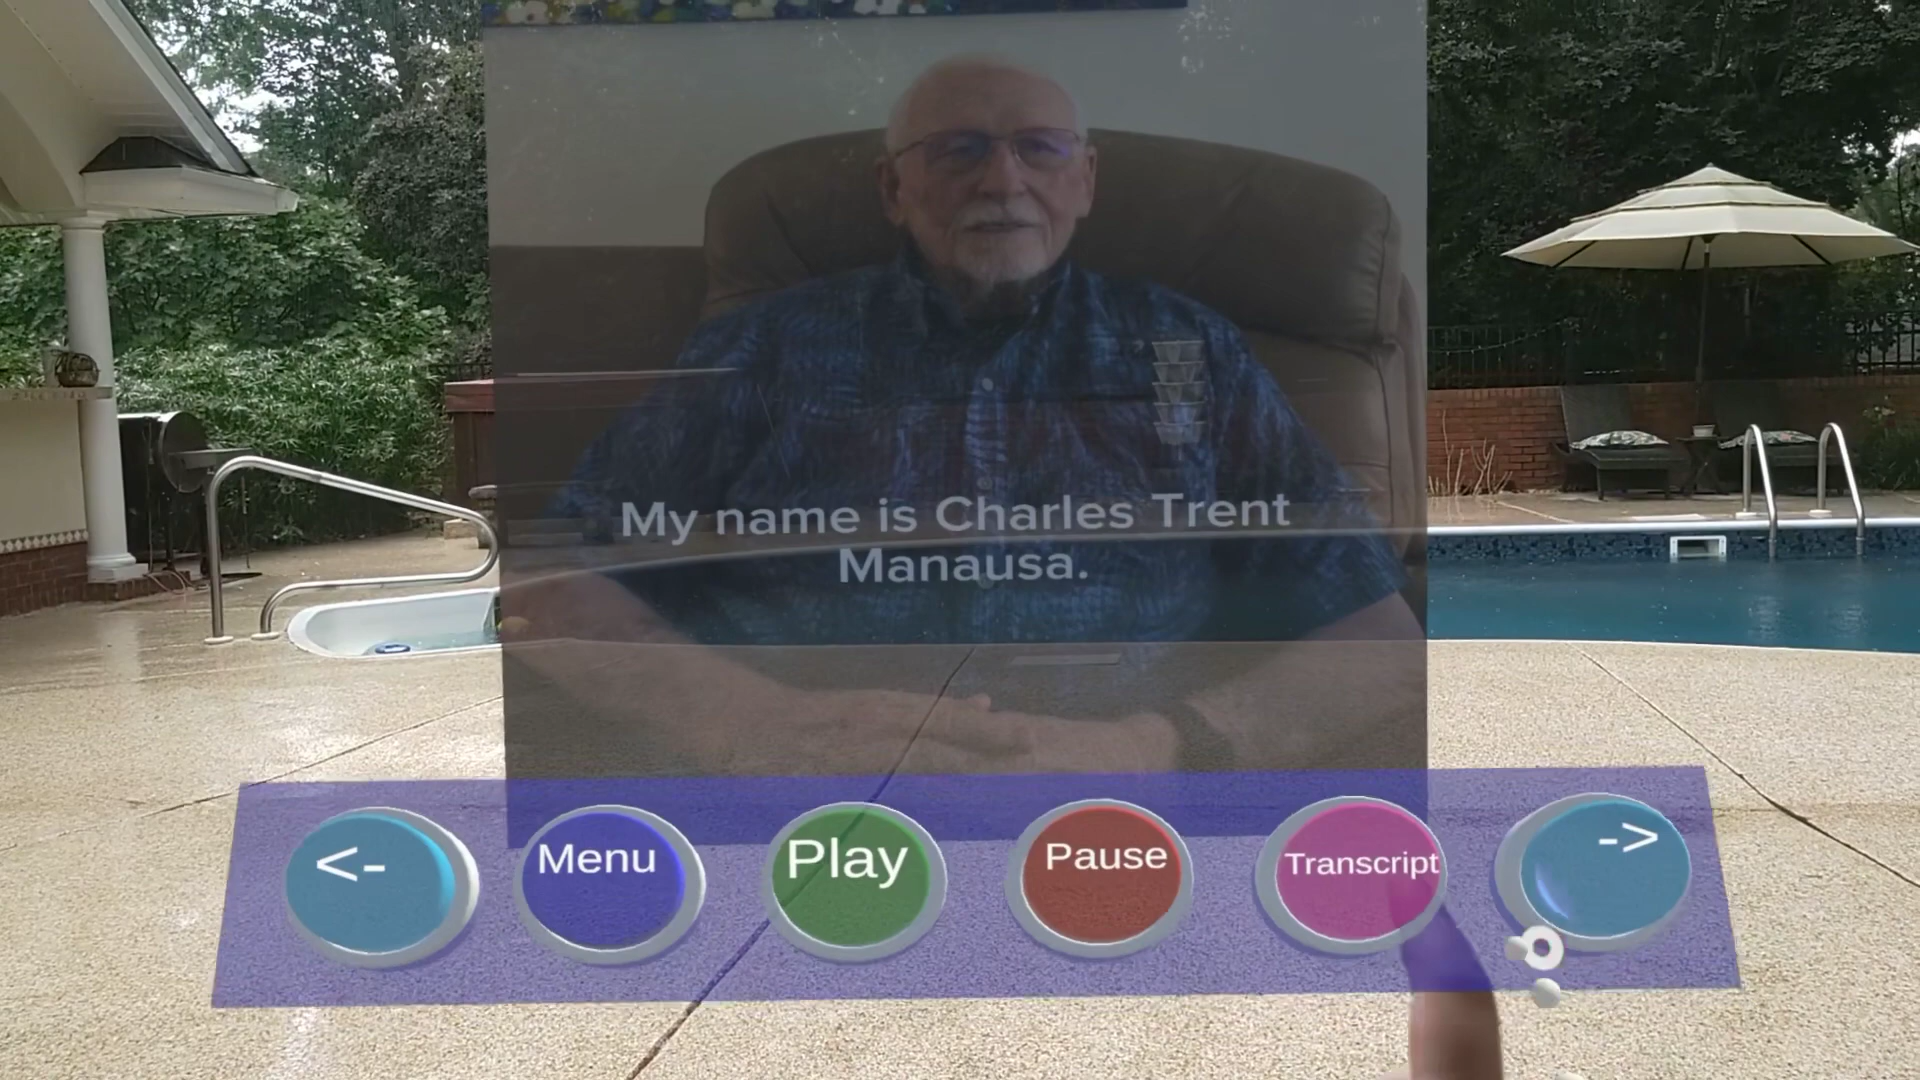 My name is Charles Trent
Manausa.
<-
Menu
Play
Pause
Transcript
->